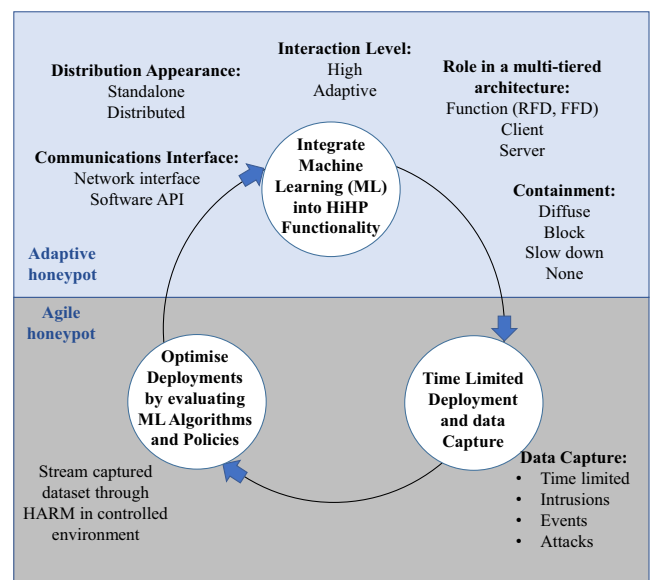 Interaction Level:
High
Adaptive
Distribution Appearance:
Standalone
Distributed
Role in a multi-tiered
architecture:
Function (RFD, FFD)
Client
Server
Communications Interface:
Network interface
Software API
Integrate
Machine
Learning (ML)
into HiHP
Functionality
Containment:
Diffuse
Block
Slow down
None
Adaptive
honeypot
Agile
honeypot
Optimise
Deployments
by evaluating
ML Algorithms
and Policies
Time Limited
Deployment
and data
Capture
Stream captured
dataset through
HARM in controlled
environment
Data Capture:
• Time limited
• Intrusions
• Events
• Attacks